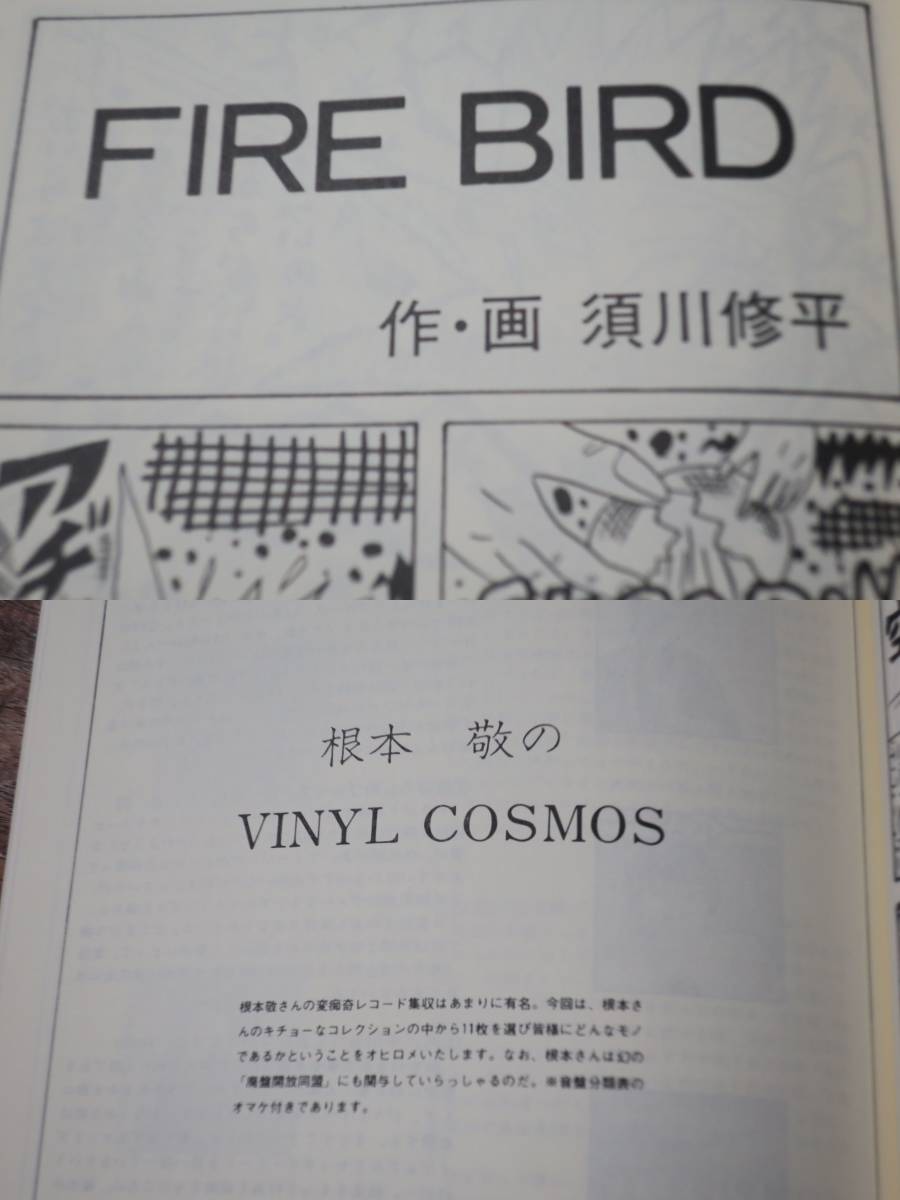 FIRE BIRD
作・画 須川修平
アヂ
根本 敬の
VINYL COSMOS
根本敬さんの変痴奇レコード集収はあまりに有名。今回は、根本さ
んのキチョーなコレクションの中から11枚を選び皆様にどんなモノ
であるかということをオヒロメいたします。なお、根本さんは幻の
「廃盤開放同盟」にも関与していらっしゃるのだ。※音盤分類表の
オマケ付きであります。